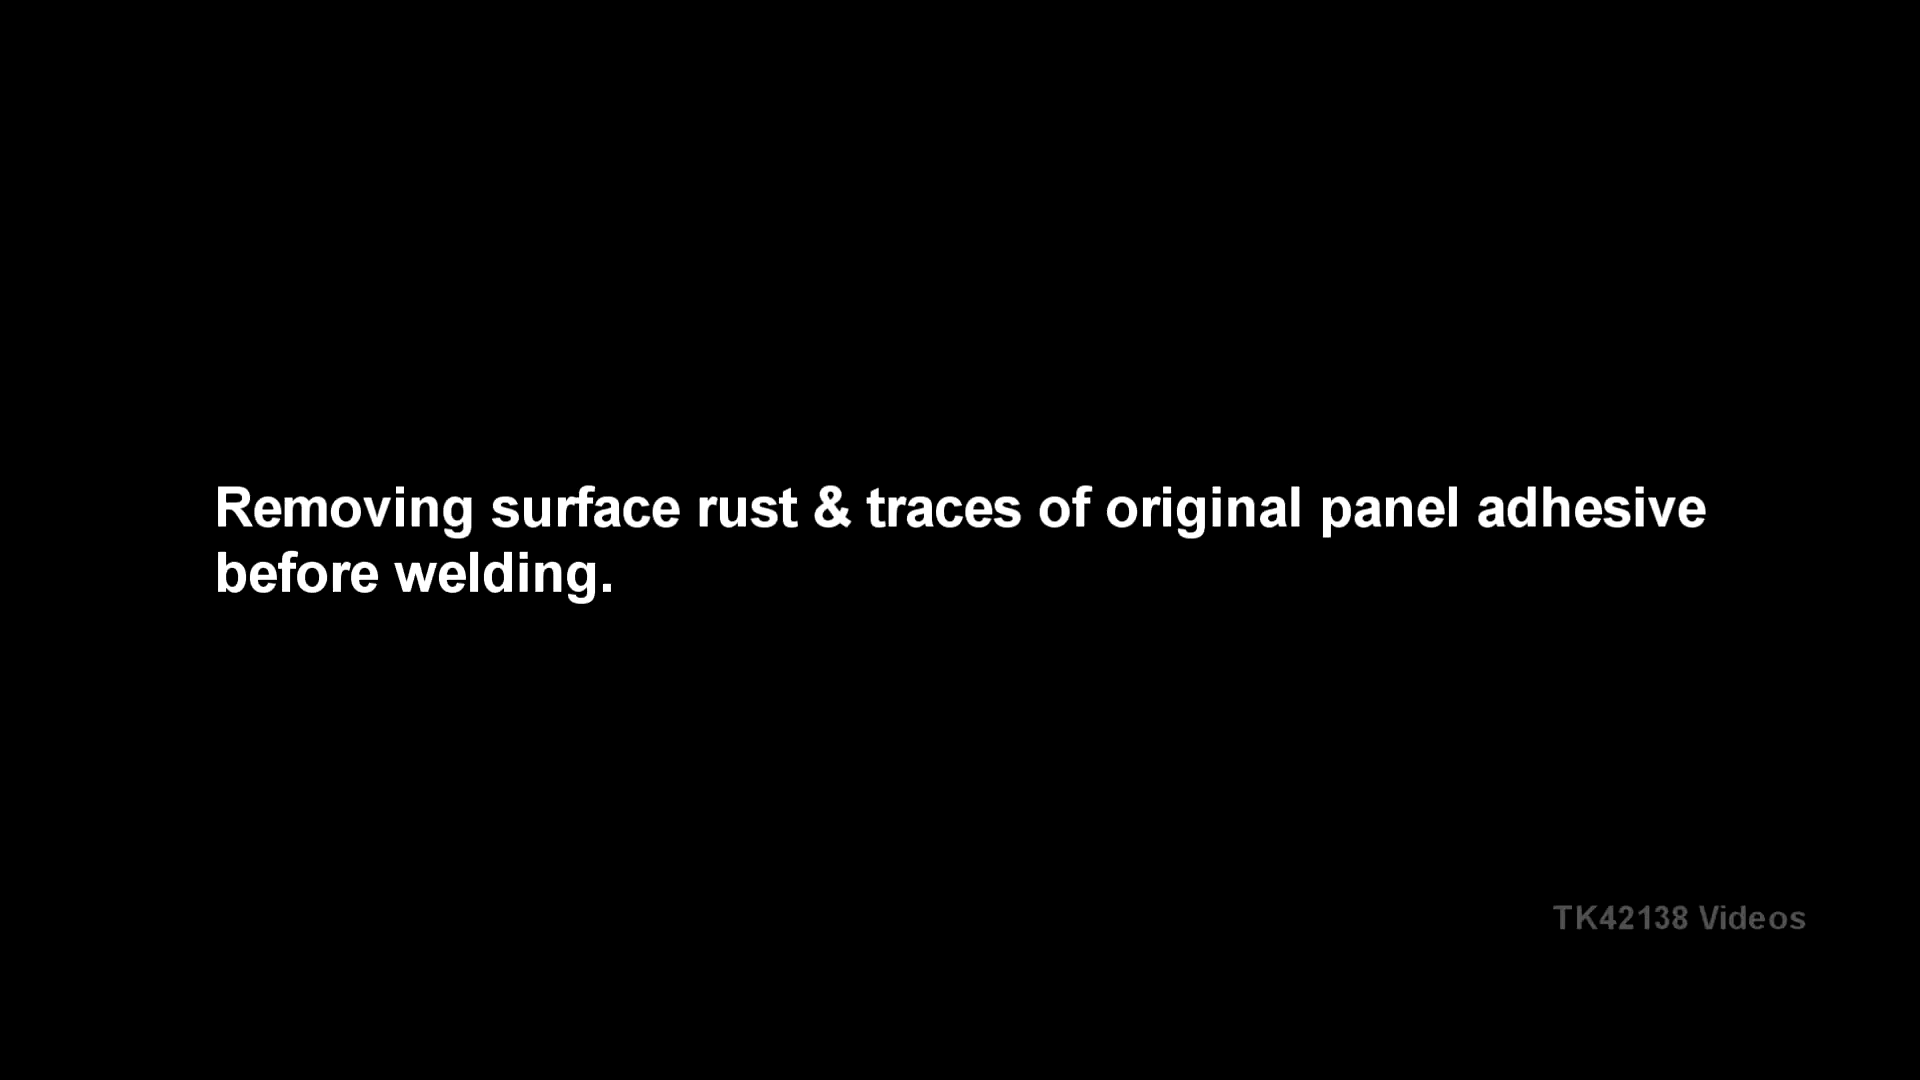 Removing surface rust & traces of original panel adhesive
before welding.
TK42138 Videos